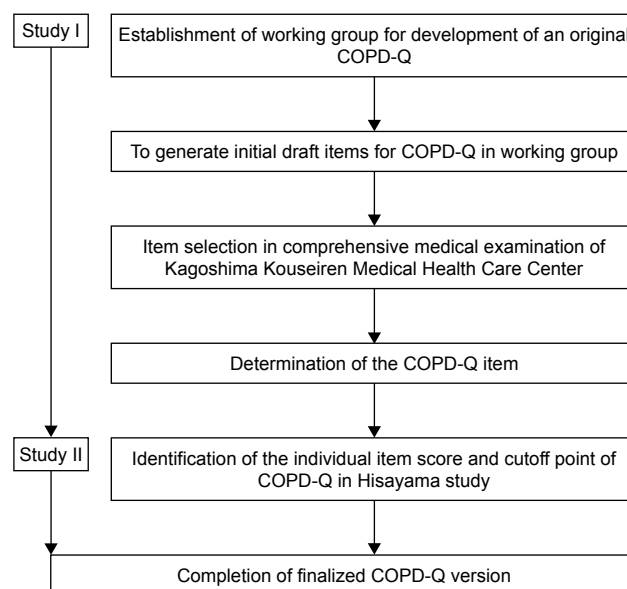 Study I
Establishment of working group for development of an original
COPD-Q
To generate initial draft items for COPD-Q in working group
Item selection in comprehensive medical examination of
Kagoshima Kouseiren Medical Health Care Center
Determination of the COPD-Q item
Study II
Identification of the individual item score and cutoff point of
COPD-Q in Hisayama study
Completion of finalized COPD-Q version